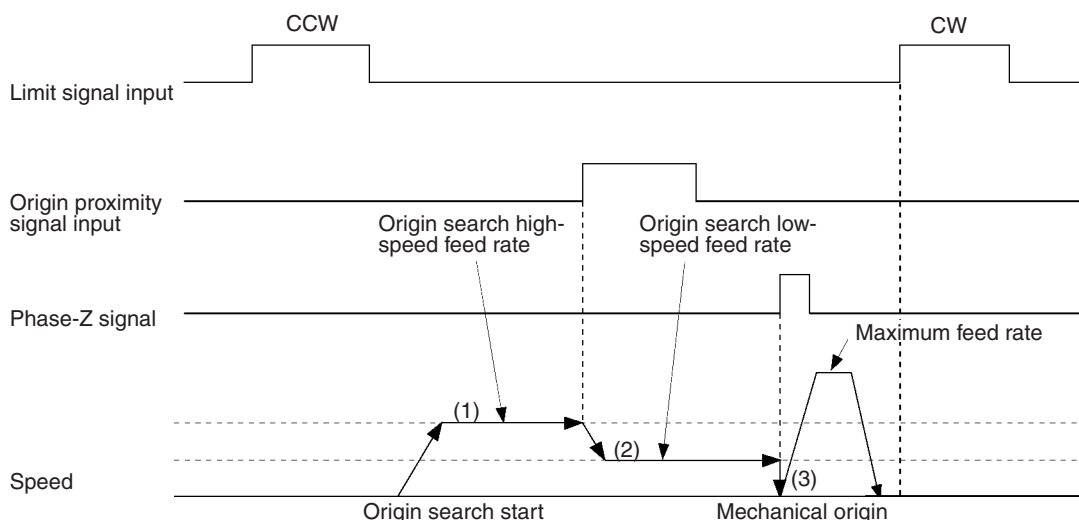 CCW
CW
Limit signal input
Origin proximity
signal input
Origin search high-
speed feed rate
Origin search low-
speed feed rate
Phase-Z signal
Maximum feed rate
(1)
(2)
(3)
Speed
Origin search start
Mechanical origin